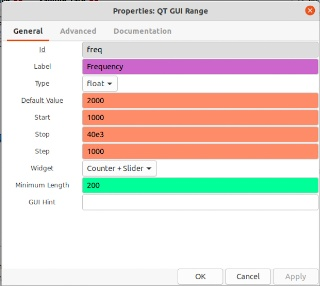 Properties: QT GUI Range
General Advanced Documentation
Id freq
Label Frequency
Type float
Default Value 2000
Start 1000
Stop 40e3
Step 1000
Widget Counter + Slider
Minimum Length 200
GUI Hint
OK Cancel Apply